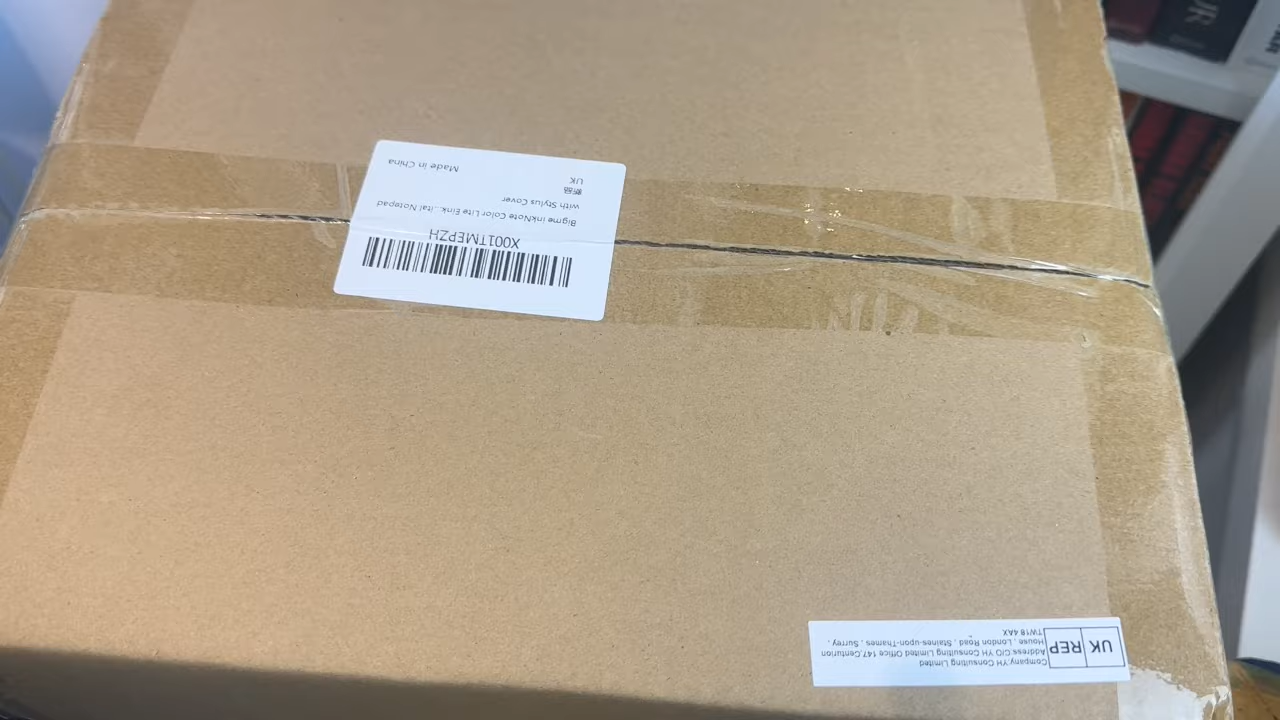 X001TMEPZH
Bigme inkNote Color Lite Eink...ital Notepad
with Stylus Cover
新品
UK
Made in China
UK REP
Company:YH Consulting Limited
Address:C/O YH Consulting Limited Office 147,Centurion
House , London Road , Staines-upon-Thames , Surrey ,
TW18 4AX